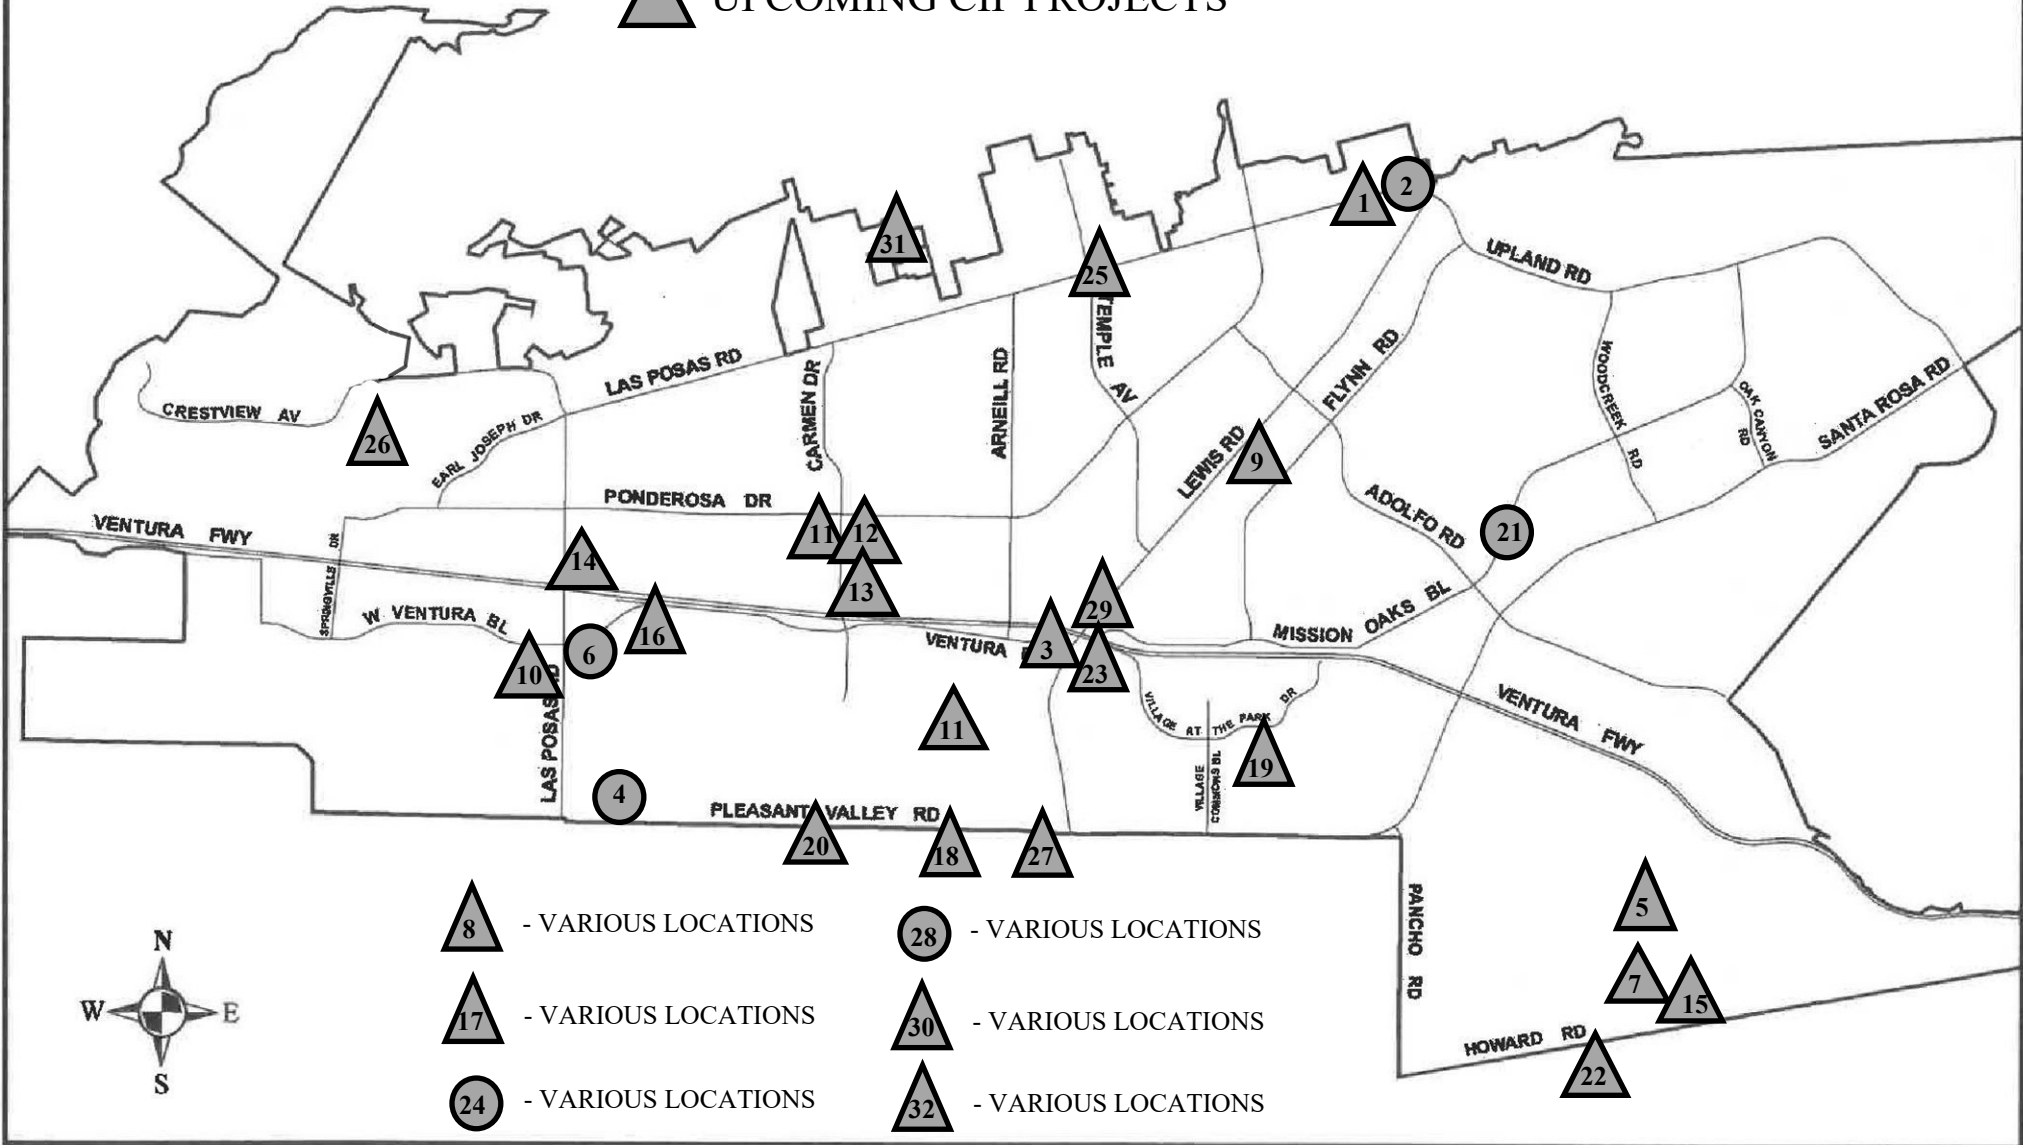 UPCOMING CIP PROJECTS
2
1
31
25
UPLAND RD
TEMPLE AV
LAS POSAS RD
CARMEN DR
ARNEILL RD
FLYNN RD
WOODCREEK RD
OAK CANYON RD
SANTA ROSA RD
CRESTVIEW AV
26
EARL JOSEPH DR
LEWIS RD
9
PONDEROSA DR
ADOLFO RD
VENTURA FWY
SPRINGVILLE DR
11
12
21
14
13
W VENTURA BL
16
29
MISSION OAKS BL
6
VENTURA
3
23
10
LAS POSAS
VENTURA FWY
VILLAGE AT THE PARK DR
11
19
VILLAGE COMMONS BL
4
PLEASANT VALLEY RD
20
18
27
PANCHO RD
5
7
15
HOWARD RD
22
8 - VARIOUS LOCATIONS
28 - VARIOUS LOCATIONS
17 - VARIOUS LOCATIONS
30 - VARIOUS LOCATIONS
24 - VARIOUS LOCATIONS
32 - VARIOUS LOCATIONS
N
W E
S